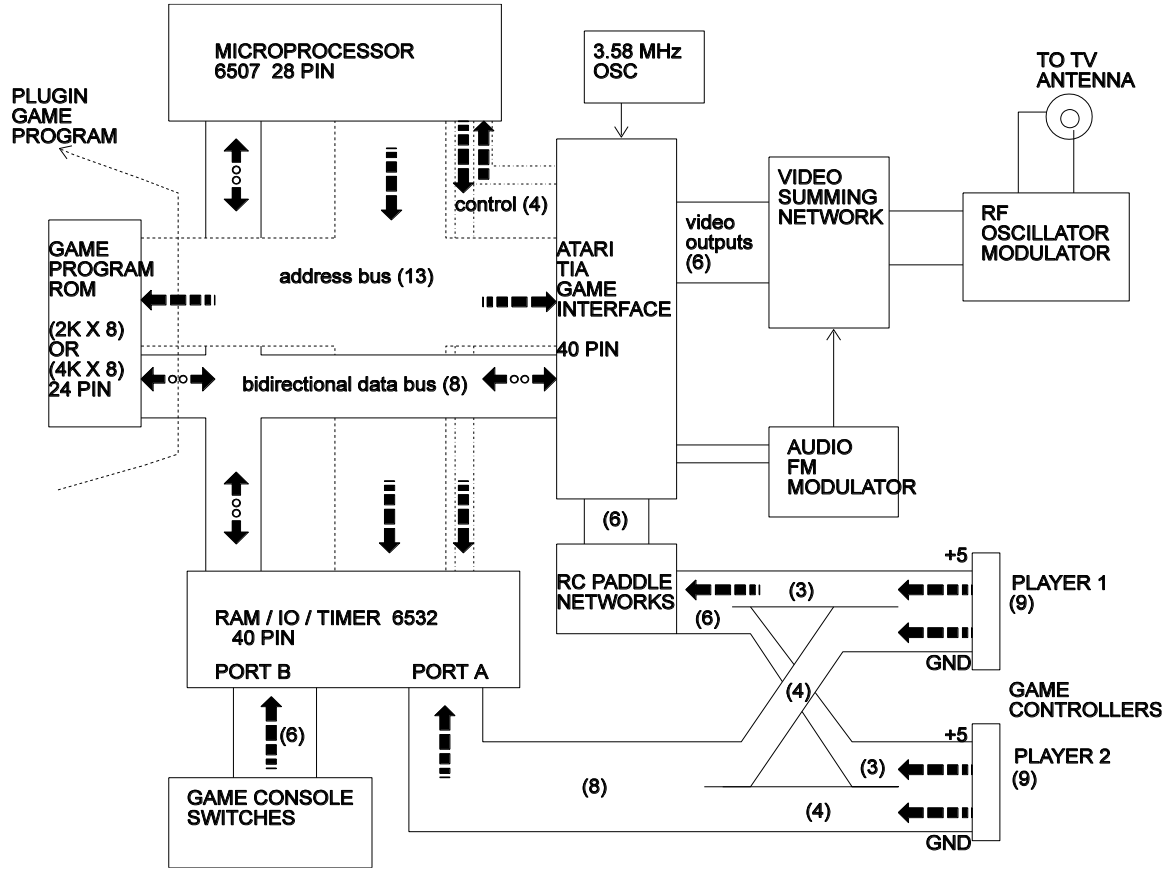 MICROPROCESSOR
6507 28 PIN
3.58 MHz
OSC
TO TV
ANTENNA
PLUGIN
GAME
PROGRAM
control (4)
VIDEO
SUMMING
NETWORK
video
outputs
(6)
RF
OSCILLATOR
MODULATOR
GAME
PROGRAM
ROM
(2K X 8)
OR
(4K X 8)
24 PIN
address bus (13)
ATARI
TIA
GAME
INTERFACE
40 PIN
bidirectional data bus (8)
AUDIO
FM
MODULATOR
(6)
RC PADDLE
NETWORKS
(3)
(6)
+5
PLAYER 1
(9)
GND
RAM / IO / TIMER 6532
40 PIN
PORT B
PORT A
(4)
GAME
CONTROLLERS
(6)
+5
PLAYER 2
(9)
(3)
(8)
(4)
GND
GAME CONSOLE
SWITCHES